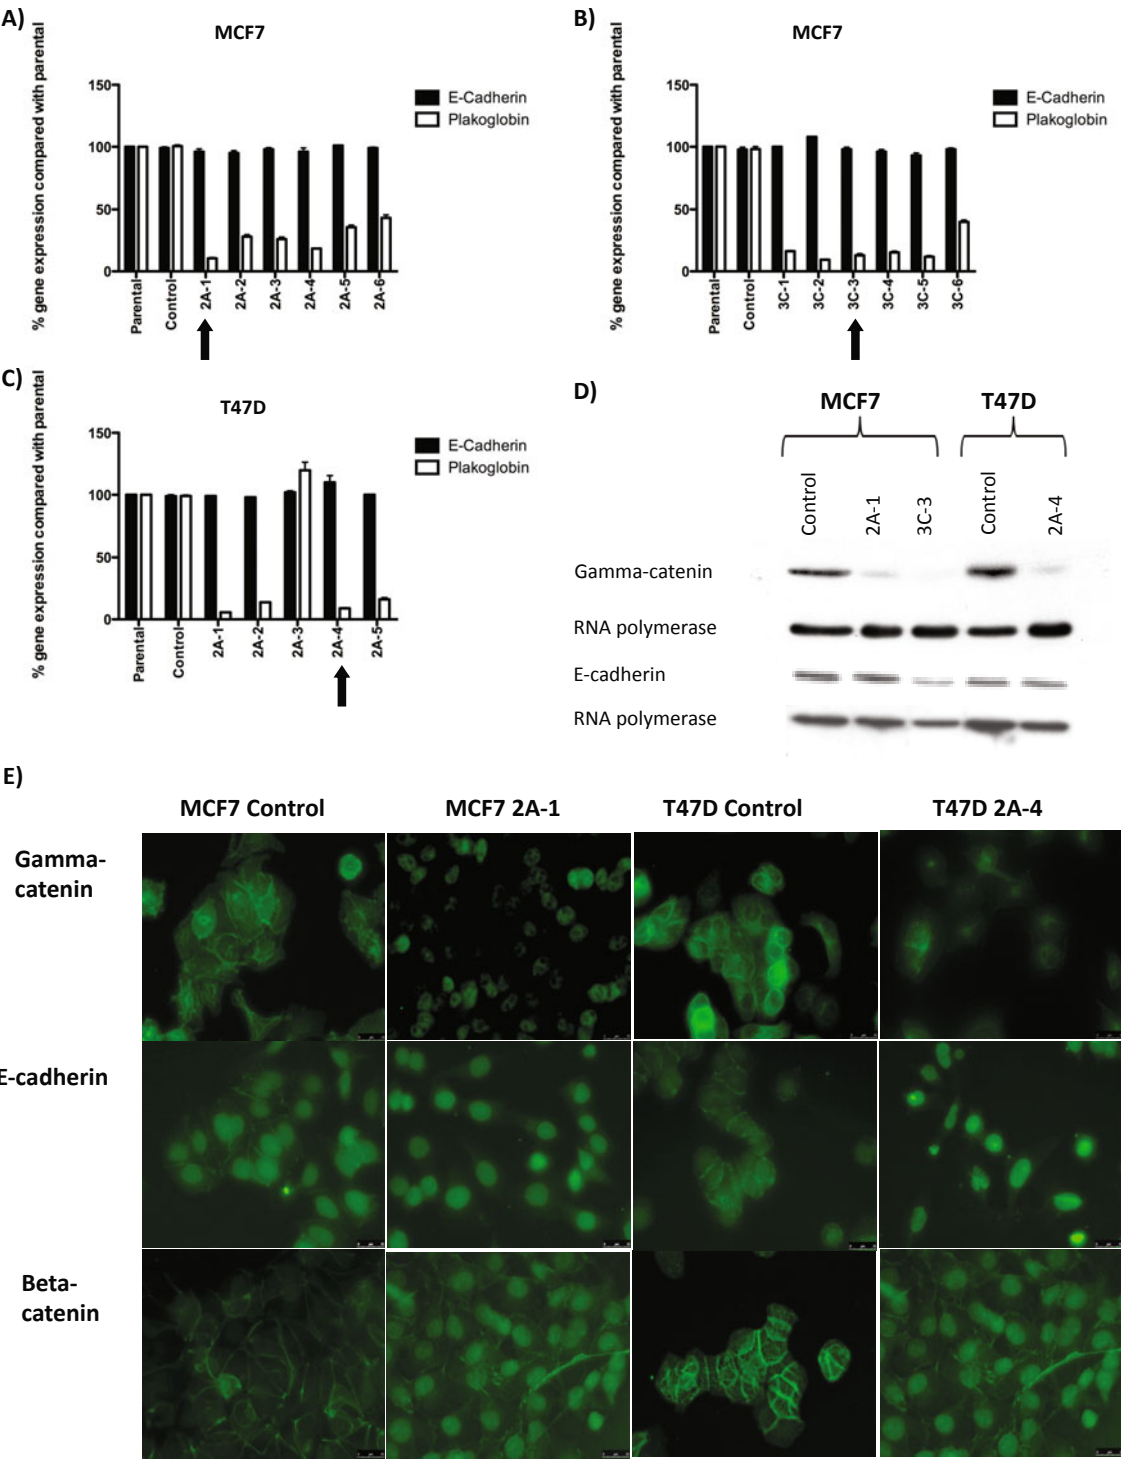 A)
MCF7
% gene expression compared with parental
150
100
50
0
E-Cadherin
Plakoglobin
Parental
Control
2A-1
2A-2
2A-3
2A-4
2A-5
2A-6
B)
MCF7
% gene expression compared with parental
150
100
50
0
E-Cadherin
Plakoglobin
Parental
Control
3C-1
3C-2
3C-3
3C-4
3C-5
3C-6
C)
T47D
% gene expression compared with parental
150
100
50
0
E-Cadherin
Plakoglobin
Parental
Control
2A-1
2A-2
2A-3
2A-4
2A-5
D)
MCF7
T47D
Control
2A-1
3C-3
Control
2A-4
Gamma-catenin
RNA polymerase
E-cadherin
RNA polymerase
E)
MCF7 Control
MCF7 2A-1
T47D Control
T47D 2A-4
Gamma-
catenin
E-cadherin
Beta-
catenin